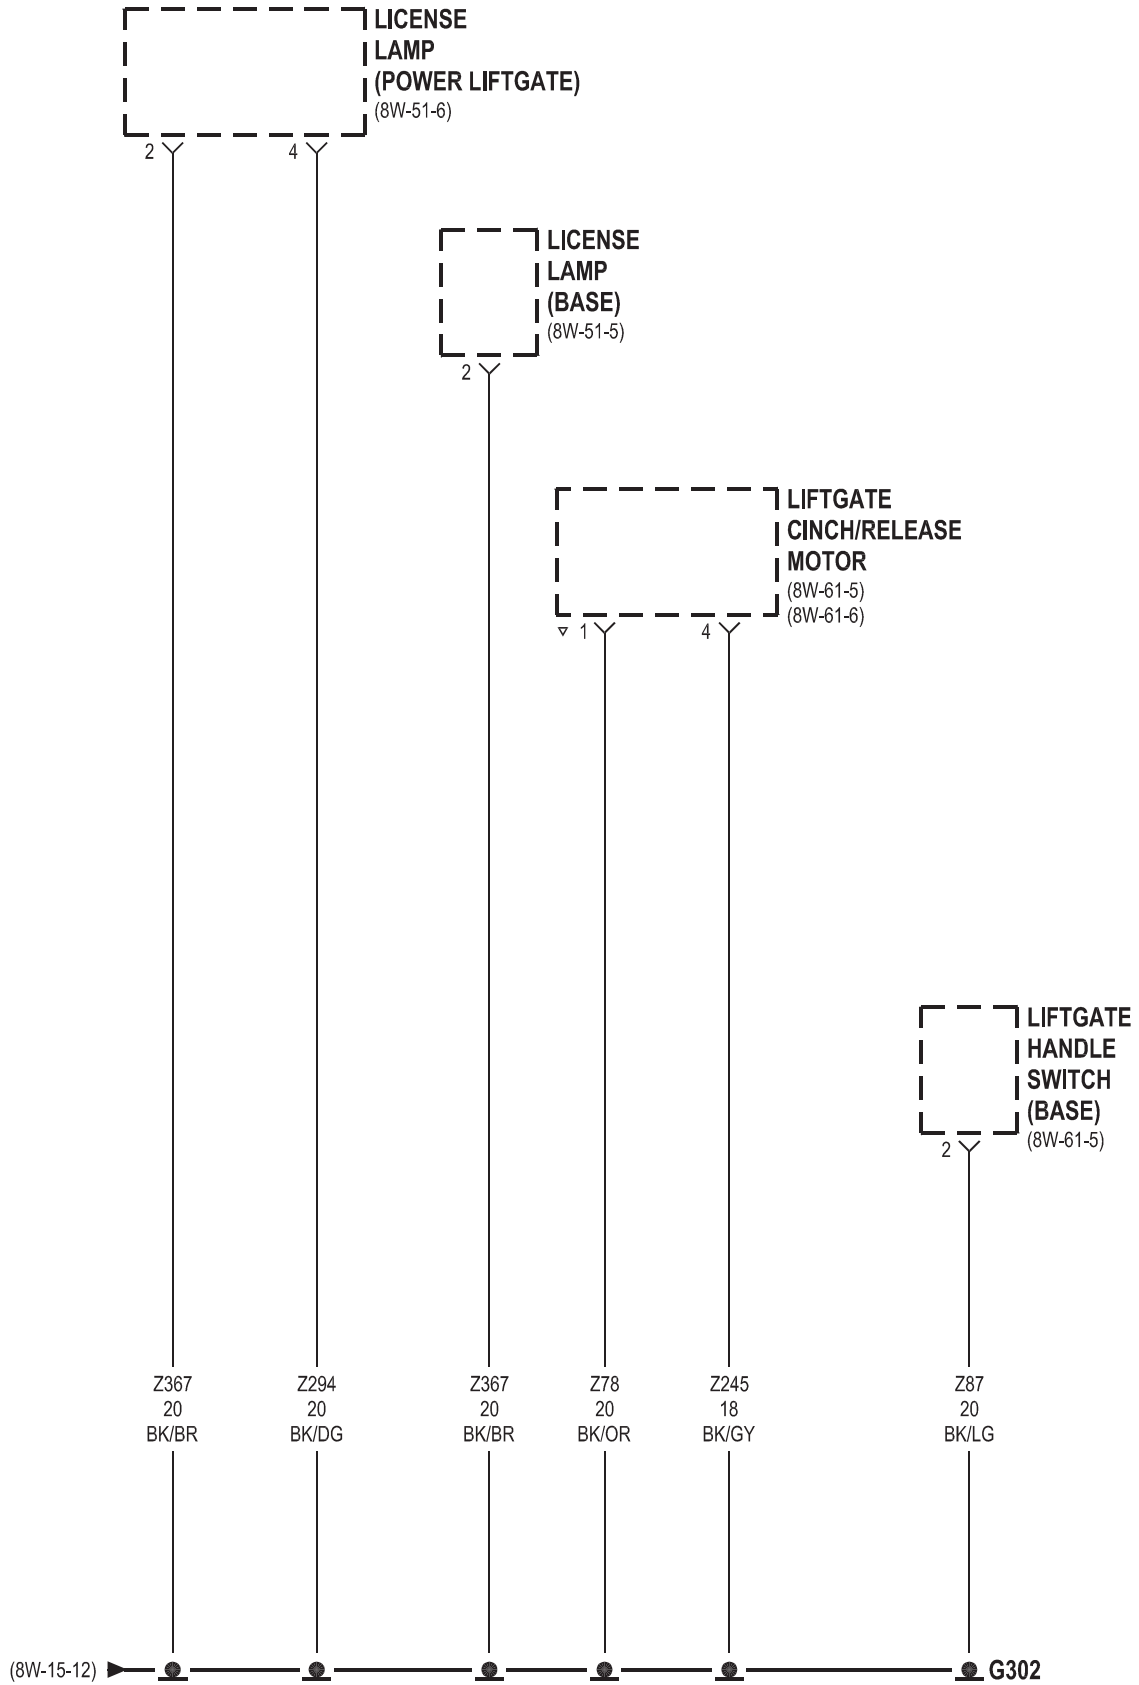 LICENSE
LAMP
(POWER LIFTGATE)
(8W-51-6)
2
4
LICENSE
LAMP
(BASE)
(8W-51-5)
2
LIFTGATE
CINCH/RELEASE
MOTOR
(8W-61-5)
(8W-61-6)
1
4
LIFTGATE
HANDLE
SWITCH
(BASE)
(8W-61-5)
2
Z367
20
BK/BR
Z294
20
BK/DG
Z367
20
BK/BR
Z78
20
BK/OR
Z245
18
BK/GY
Z87
20
BK/LG
(8W-15-12)
G302